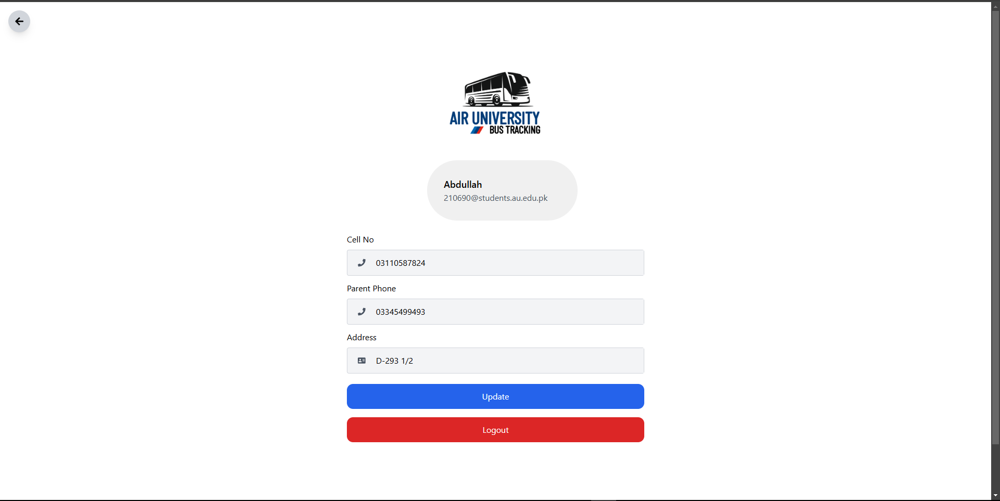 AIR UNIVERSITY
BUS TRACKING
Abdullah
210690@students.au.edu.pk
Cell No
03110587824
Parent Phone
03345499493
Address
D-293 1/2
Update
Logout